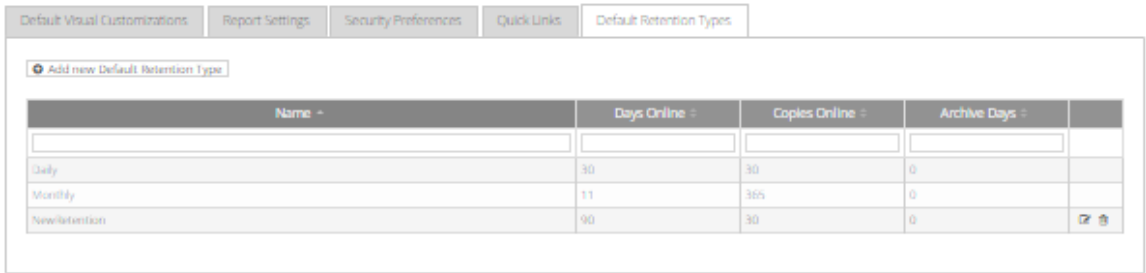 Default Visual Customizations Report Settings Security Preferences Quick Links Default Retention Types
Add new Default Retention Type
Name Days Online Copies Online Archive Days
Daily 30 30 0
Monthly 11 365 0
NewRetention 90 30 0